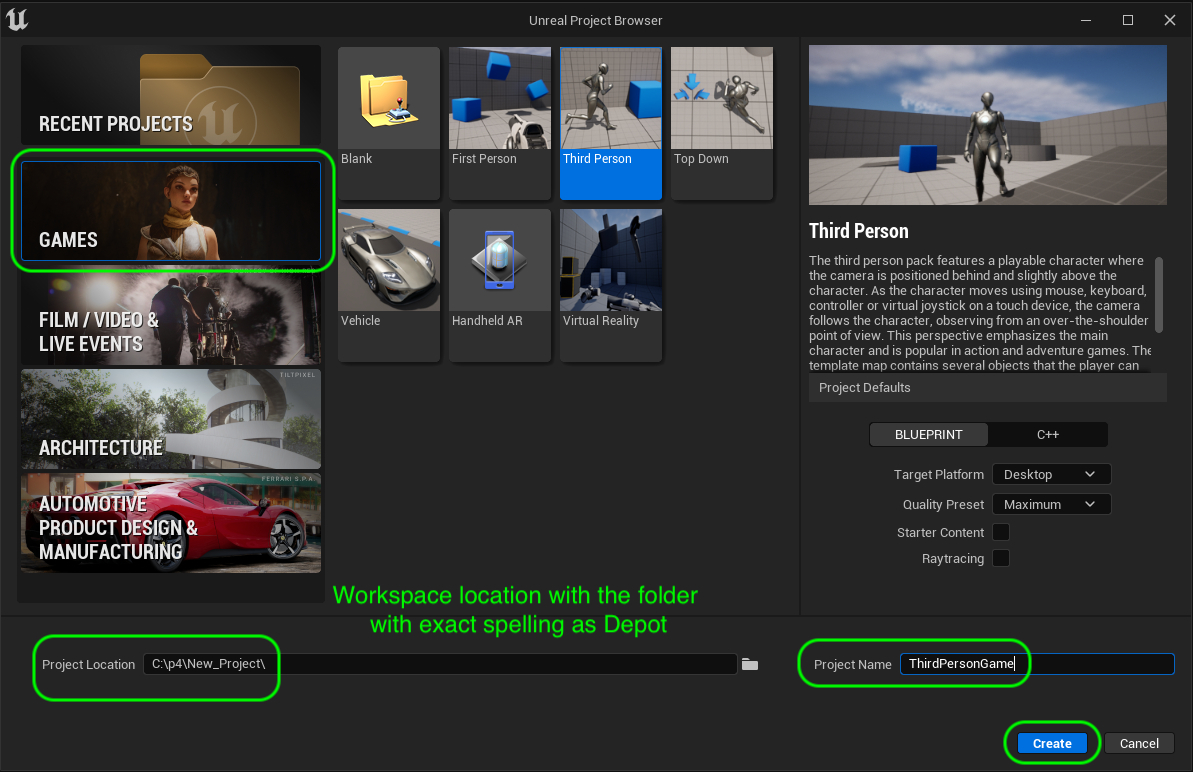 Unreal Project Browser
RECENT PROJECTS
GAMES
FILM / VIDEO &
LIVE EVENTS
TILTPIXEL
ARCHITECTURE
FERRARI S.P.A
AUTOMOTIVE
PRODUCT DESIGN &
MANUFACTURING
Blank
First Person
Third Person
Top Down
Vehicle
Handheld AR
Virtual Reality
Third Person
The third person pack features a playable character where
the camera is positioned behind and slightly above the
character. As the character moves using mouse, keyboard,
controller or virtual joystick on a touch device, the camera
follows the character, observing from an over-the-shoulder
point of view. This perspective emphasizes the main
character and is popular in action and adventure games. The
template map contains several objects that the player can
Project Defaults
BLUEPRINT
C++
Target Platform
Desktop
Quality Preset
Maximum
Starter Content
Raytracing
Workspace location with the folder
with exact spelling as Depot
Project Location
C:\p4\New_Project\
Project Name
ThirdPersonGame
Create
Cancel